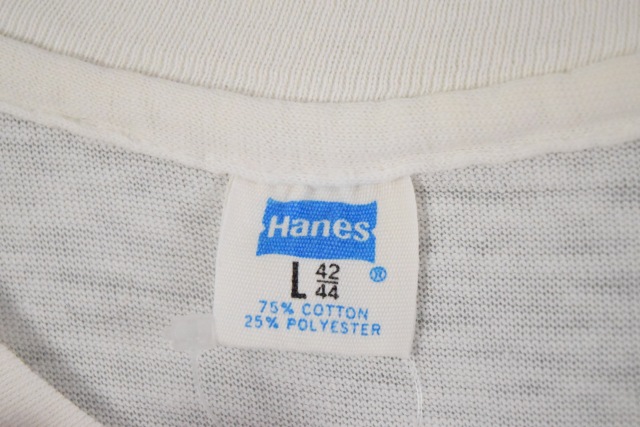 Hanes
L 42/44 ®
75% COTTON
25% POLYESTER